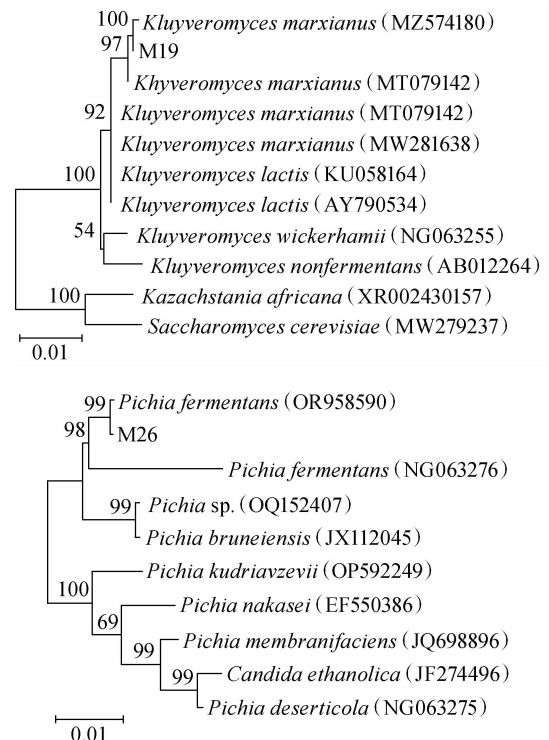 100
Kluyveromyces marxianus (MZ574180)
97
M19
Khyveromyces marxianus (MT079142)
92
Kluyveromyces marxianus (MT079142)
Kluyveromyces marxianus (MW281638)
100
Kluyveromyces lactis (KU058164)
Kluyveromyces lactis (AY790534)
54
Kluyveromyces wickerhamii (NG063255)
Kluyveromyces nonfermentans (AB012264)
100
Kazachstania africana (XR002430157)
Saccharomyces cerevisiae (MW279237)
0.01
99
Pichia fermentans (OR958590)
98
M26
Pichia fermentans (NG063276)
99
Pichia sp. (OQ152407)
Pichia bruneiensis (JX112045)
100
Pichia kudriavzevii (OP592249)
Pichia nakasei (EF550386)
69
Pichia membranifaciens (JQ698896)
99
Candida ethanolica (JF274496)
99
Pichia deserticola (NG063275)
0.01